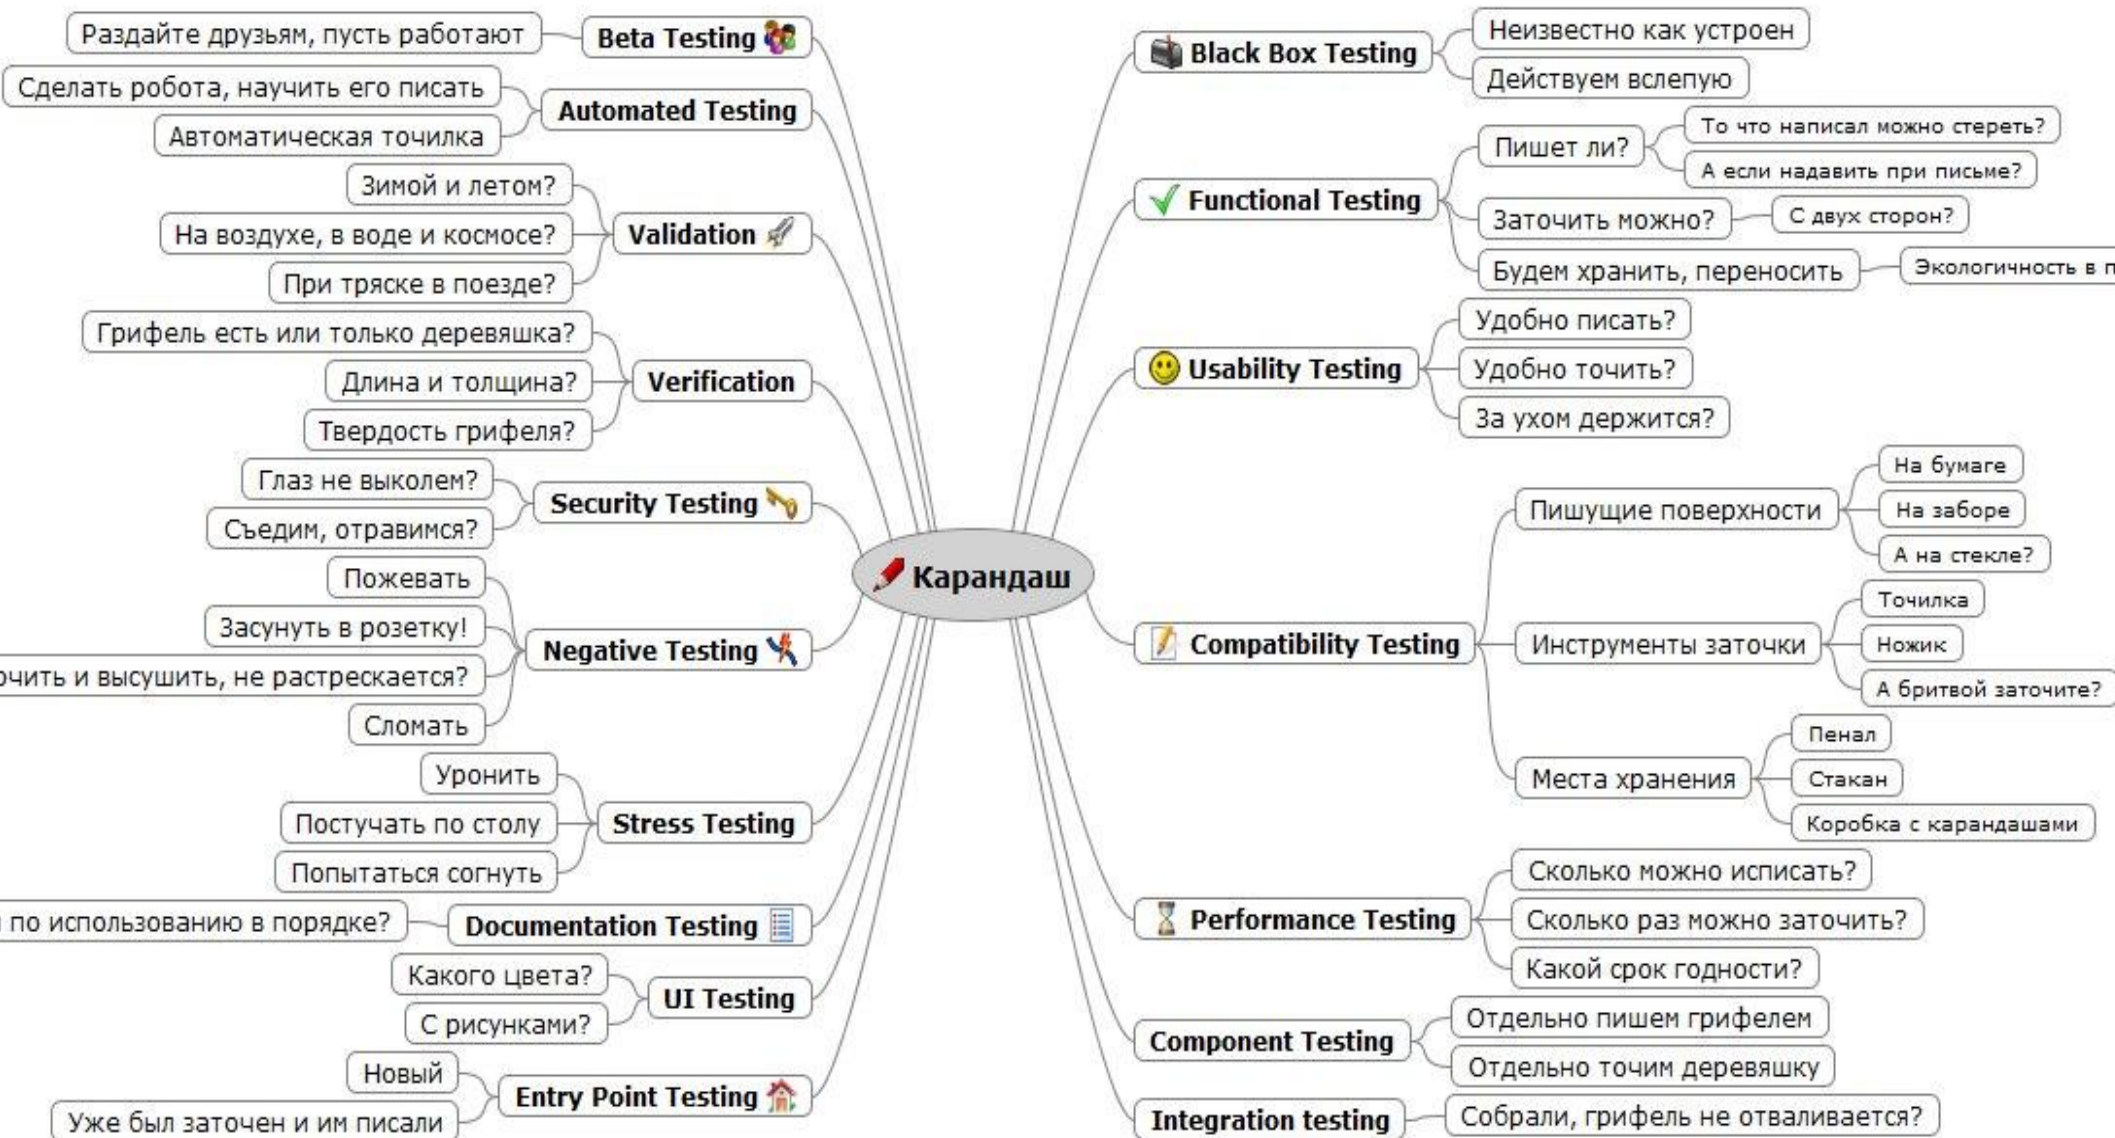 Раздайте друзьям, пусть работают
Beta Testing
Сделать робота, научить его писать
Автоматическая точилка
Automated Testing
Зимой и летом?
На воздухе, в воде и космосе?
При тряске в поезде?
Validation
Грифель есть или только деревяшка?
Длина и толщина?
Твердость грифеля?
Verification
Глаз не выколем?
Съедим, отравимся?
Security Testing
Пожевать
Засунуть в розетку!
и высушить, не растрескается?
Сломать
Negative Testing
Уронить
Постучать по столу
Попытаться согнуть
Stress Testing
по использованию в порядке?
Documentation Testing
Какого цвета?
С рисунками?
UI Testing
Новый
Уже был заточен и им писали
Entry Point Testing
Карандаш
Black Box Testing
Неизвестно как устроен
Действуем вслепую
Functional Testing
Пишет ли?
То что написал можно стереть?
А если надавить при письме?
Заточить можно?
С двух сторон?
Будем хранить, переносить
Экологичность в
Usability Testing
Удобно писать?
Удобно точить?
За ухом держится?
Compatibility Testing
Пишущие поверхности
На бумаге
На заборе
А на стекле?
Инструменты заточки
Точилка
Ножик
А бритвой заточите?
Места хранения
Пенал
Стакан
Коробка с карандашами
Performance Testing
Сколько можно исписать?
Сколько раз можно заточить?
Какой срок годности?
Component Testing
Отдельно пишем грифелем
Отдельно точим деревяшку
Integration testing
Собрали, грифель не отваливается?